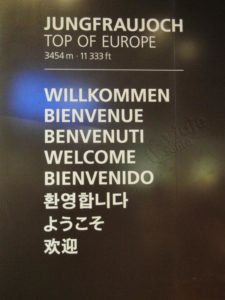 JUNGFRAUJOCH
TOP OF EUROPE
3454 m · 11 333 ft
WILLKOMMEN
BIENVENUE
BENVENUTI
WELCOME
BIENVENIDO
환영합니다
ようこそ
欢迎